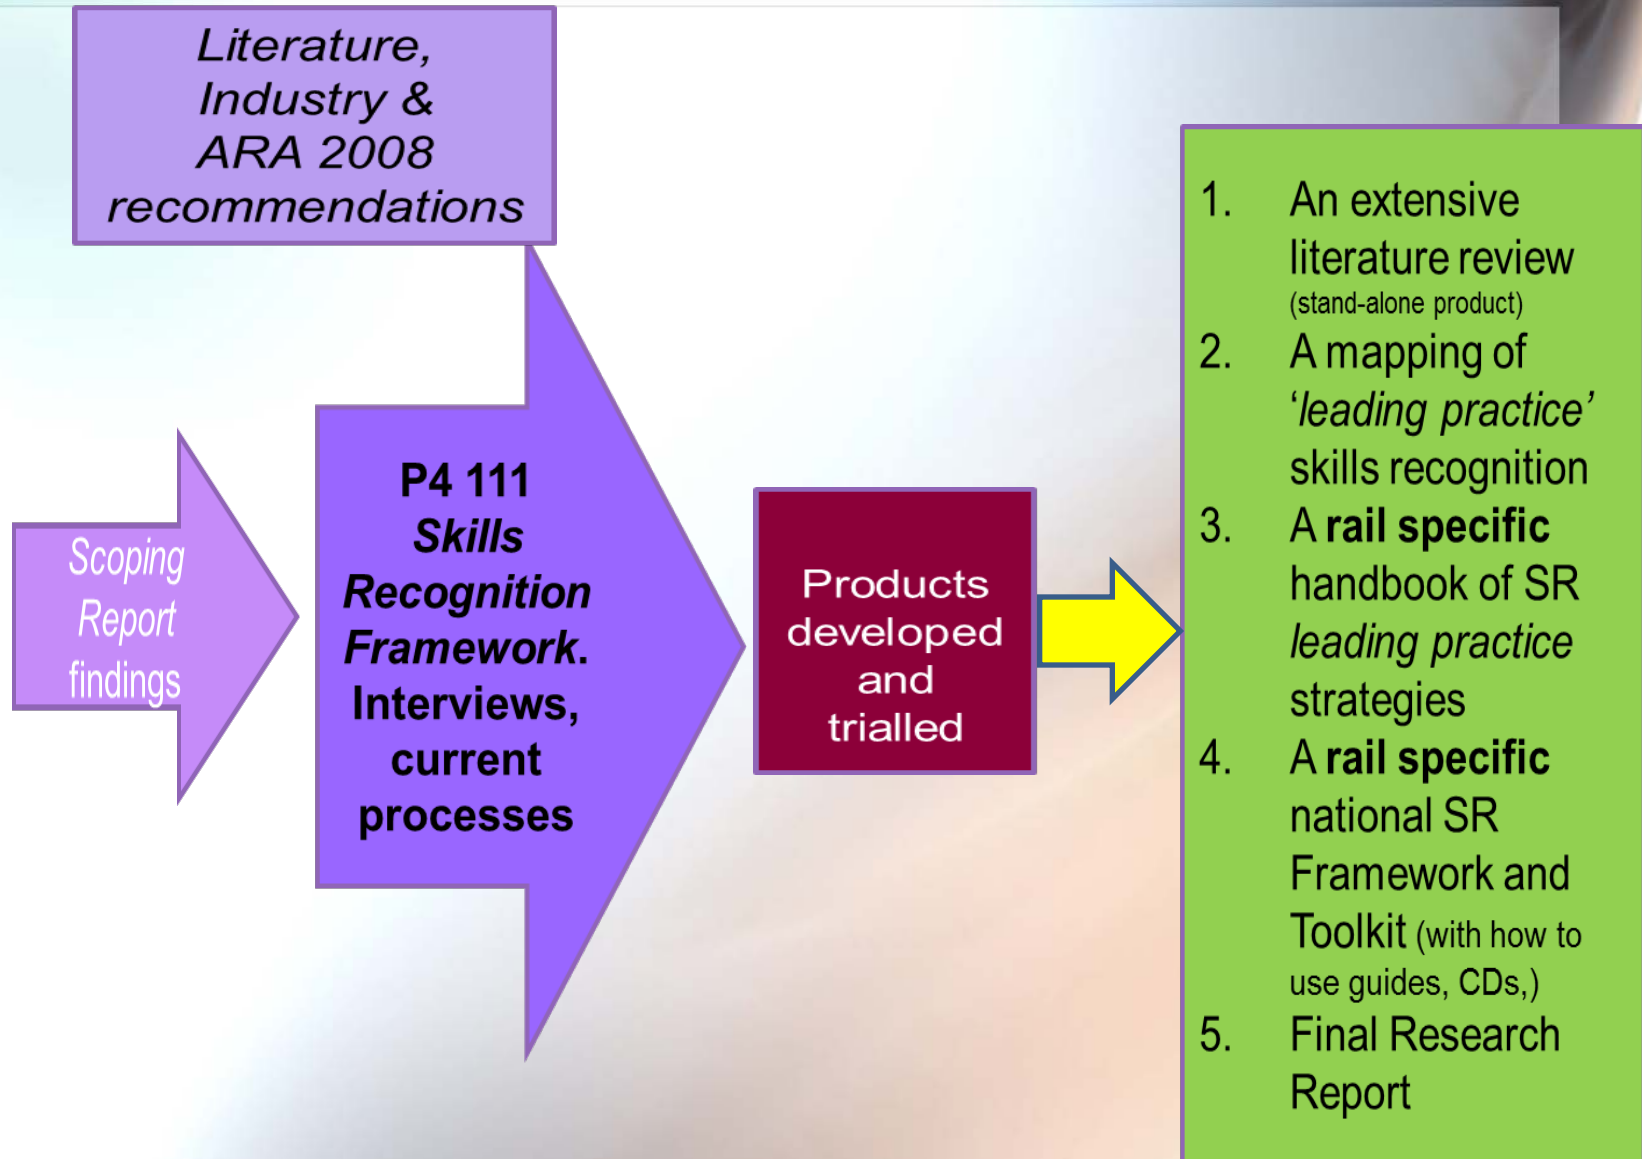 Literature,
Industry &
ARA 2008
recommendations
Scoping
Report
findings
P4 111
Skills
Recognition
Framework.
Interviews,
current
processes
Products
developed
and
trialled
1. An extensive
literature review
(stand-alone product)
2. A mapping of
‘leading practice’
skills recognition
3. A rail specific
handbook of SR
leading practice
strategies
4. A rail specific
national SR
Framework and
Toolkit (with how to
use guides, CDs,)
5. Final Research
Report